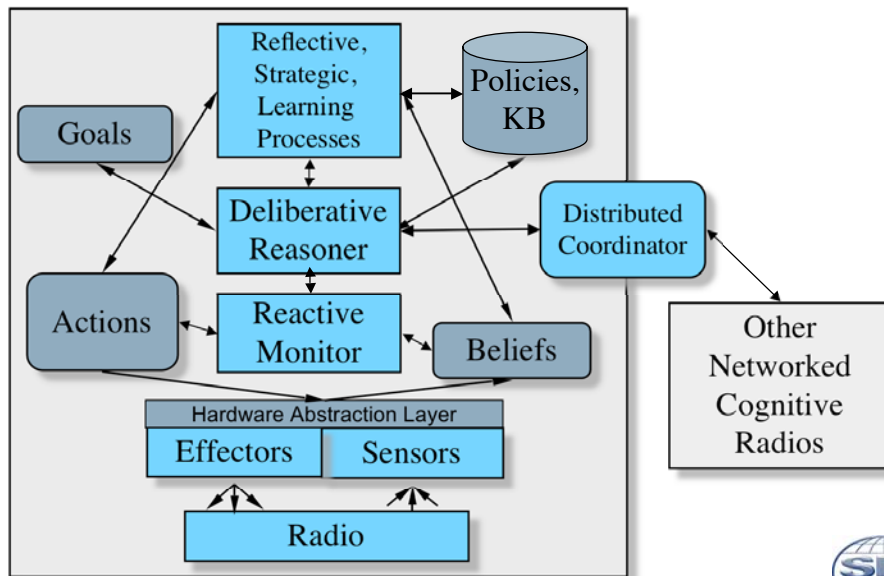 Reflective,
Strategic,
Learning
Processes
Policies,
KB
Goals
Deliberative
Reasoner
Distributed
Coordinator
Actions
Reactive
Monitor
Beliefs
Other
Networked
Cognitive
Radios
Hardware Abstraction Layer
Effectors
Sensors
Radio